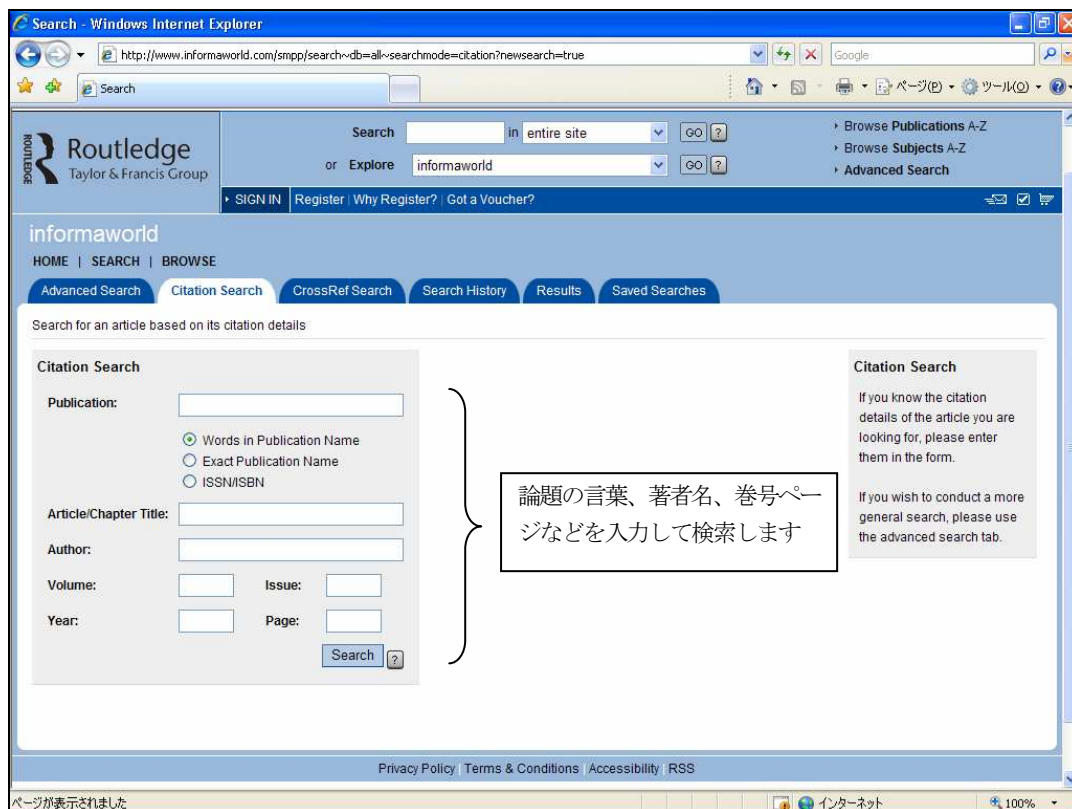 Search - Windows Internet Explorer
http://www.informaworld.com/smpp/search~db=all~searchmode=citation?newsearch=true
Google
Search
ページ(P)
ツール(O)
ROUTLEDGE
Routledge
Taylor & Francis Group
Search in entire site GO ?
or Explore informaworld GO ?
Browse Publications A-Z
Browse Subjects A-Z
Advanced Search
SIGN IN Register | Why Register? | Got a Voucher?
informaworld
HOME | SEARCH | BROWSE
Advanced Search Citation Search CrossRef Search Search History Results Saved Searches
Search for an article based on its citation details
Citation Search
Publication:
Words in Publication Name
Exact Publication Name
ISSN/ISBN
Article/Chapter Title:
Author:
Volume: Issue:
Year: Page:
Search ?
論題の言葉、著者名、巻号ペー
ジなどを入力して検索します
Citation Search
If you know the citation
details of the article you are
looking for, please enter
them in the form.
If you wish to conduct a more
general search, please use
the advanced search tab.
Privacy Policy | Terms & Conditions | Accessibility | RSS
ページが表示されました
インターネット
100%